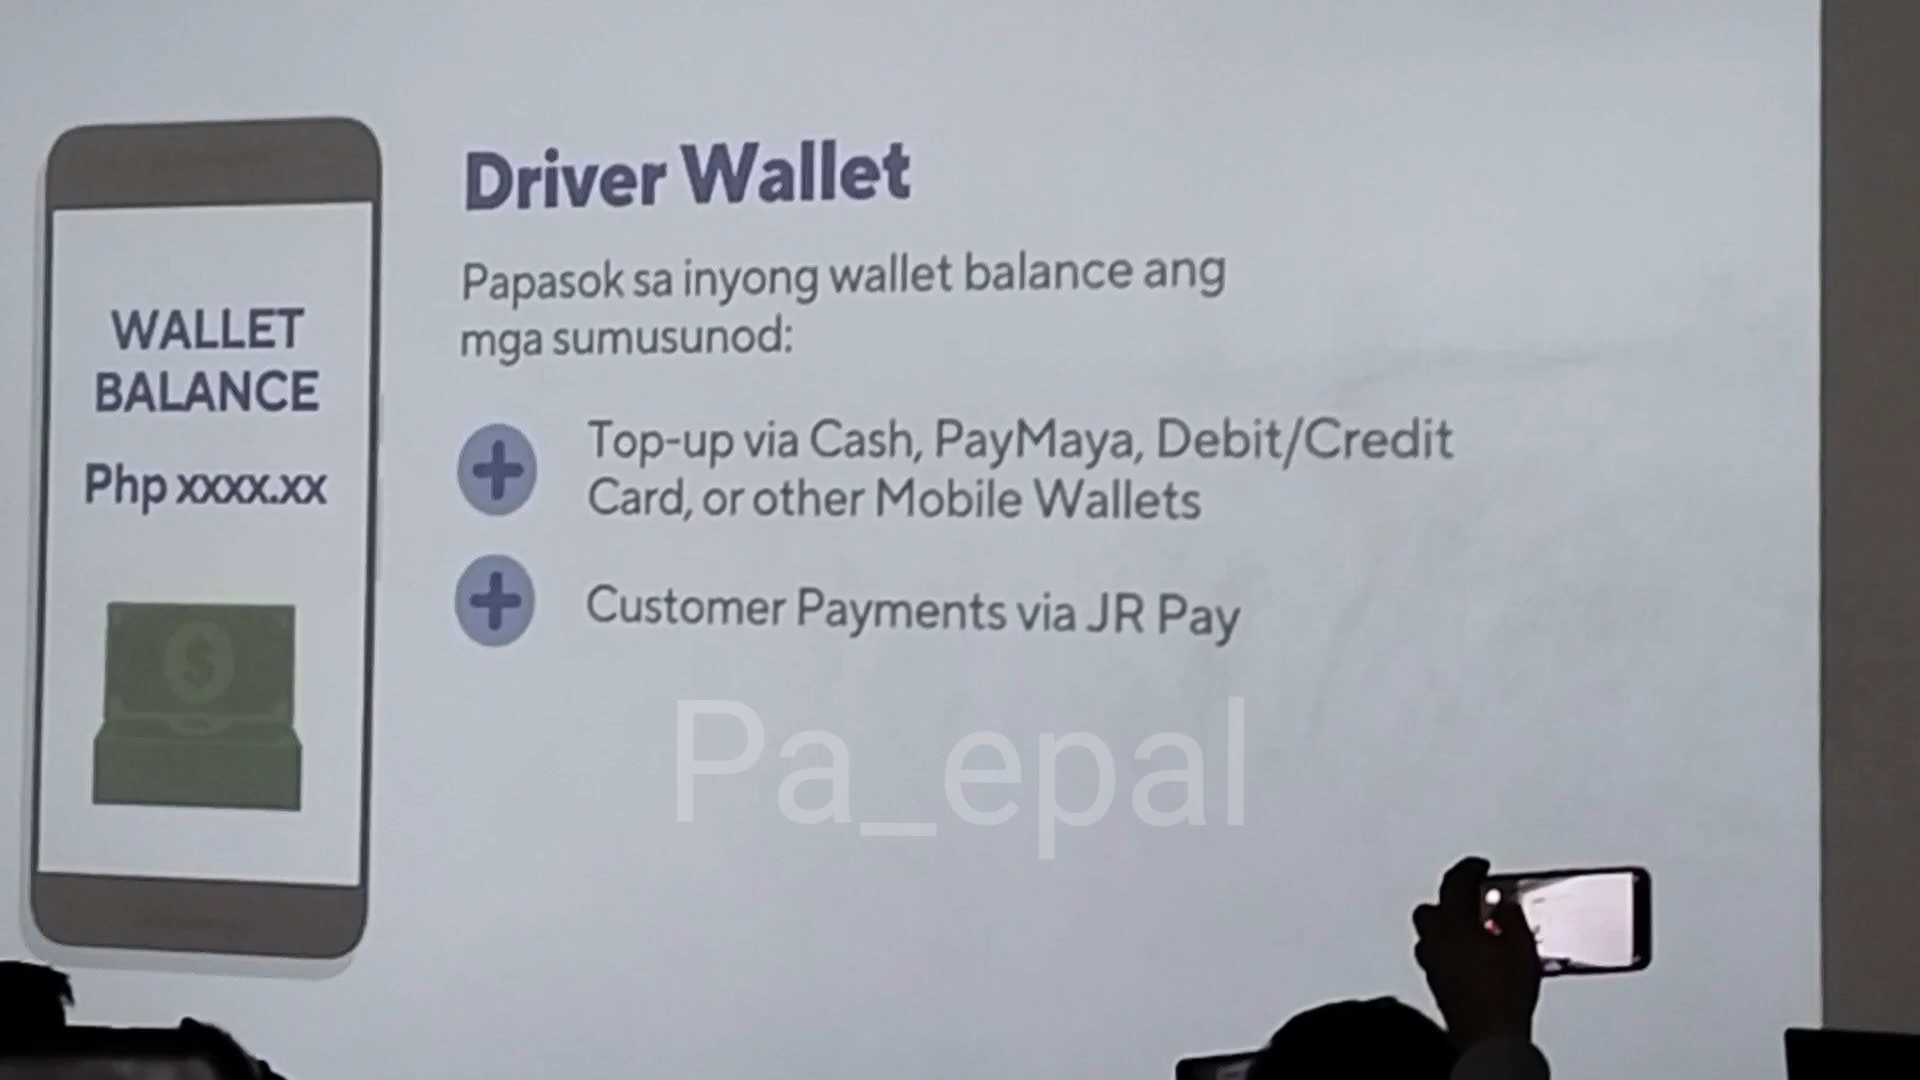 Driver Wallet
Papasok sa inyong wallet balance ang
mga sumusunod:
WALLET
BALANCE
Php xxxx.xx
Top-up via Cash, PayMaya, Debit/Credit
Card, or other Mobile Wallets
Customer Payments via JR Pay
Pa_epal